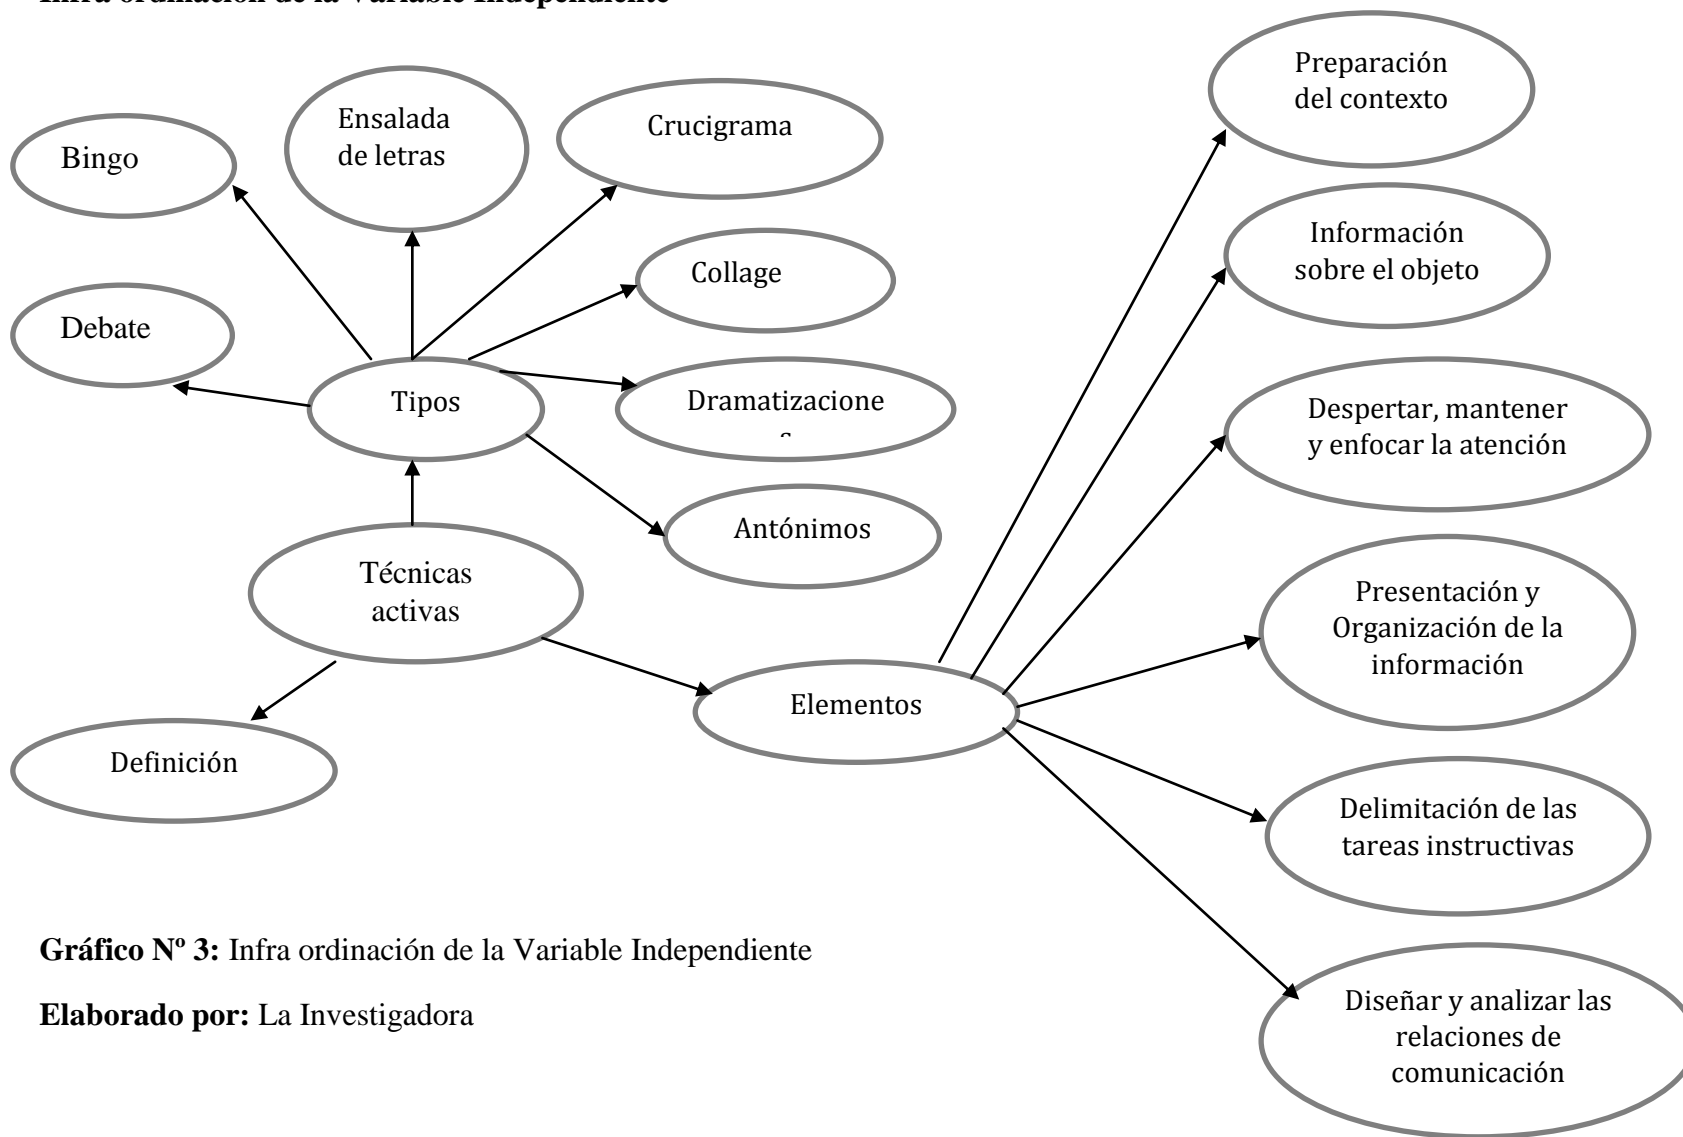 Infra ordinación de la Variable Independiente
Preparación
del contexto
Ensalada
de letras
Crucigrama
Bingo
Información
sobre el objeto
Collage
Debate
Tipos
Dramatizacione
s
Despertar, mantener
y enfocar la atención
Antónimos
Técnicas
activas
Presentación y
Organización de la
información
Elementos
Definición
Delimitación de las
tareas instructivas
Gráfico Nº 3: Infra ordinación de la Variable Independiente
Elaborado por: La Investigadora
Diseñar y analizar las
relaciones de
comunicación